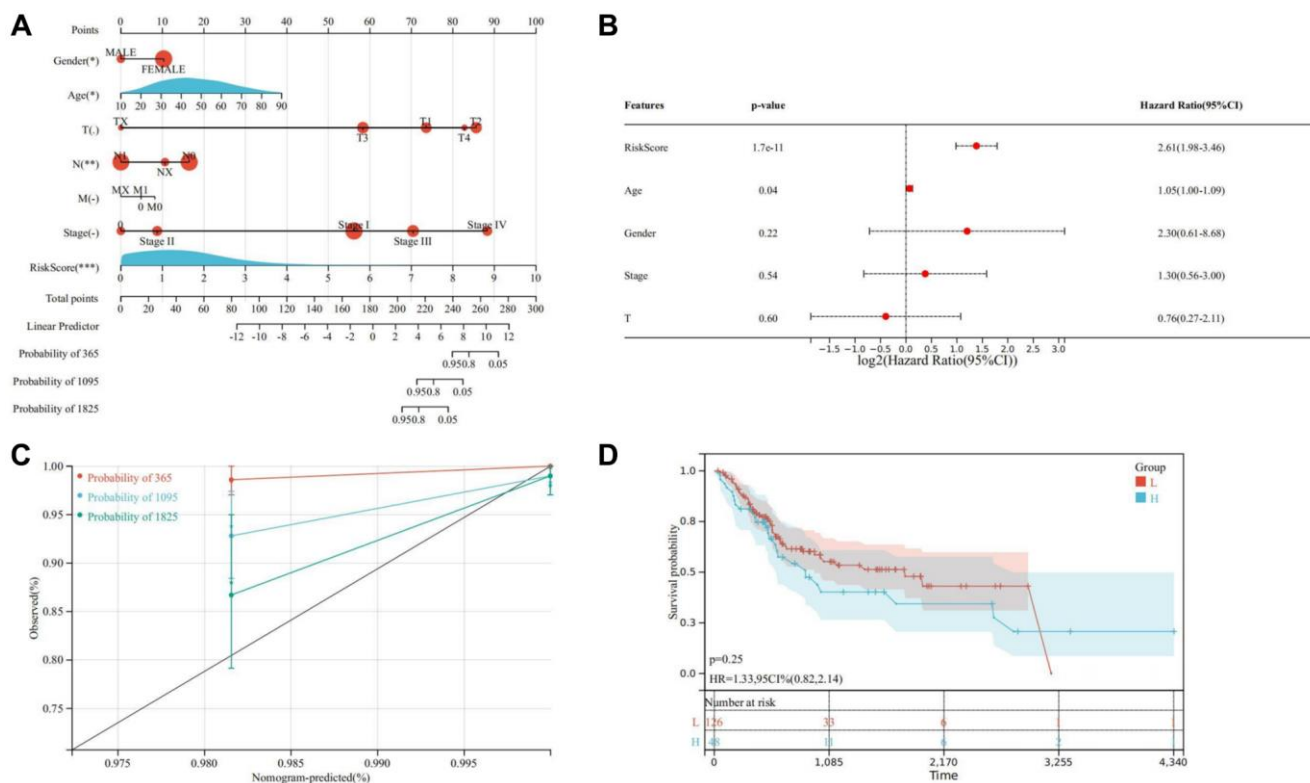 A
Points
0 10 20 30 40 50 60 70 80 90 100
Gender(*)
MALE
FEMALE
Age(*)
10 20 30 40 50 60 70 80 90
T(.)
TX T1 T2
T3 T4
N(**)
N1 N0
NX
M(-)
MX M1
0 M0
Stage(-)
0 Stage I Stage IV
Stage II Stage III
RiskScore(***)
0 1 2 3 4 5 6 7 8 9 10
Total points
0 20 40 60 80 100 120 140 160 180 200 220 240 260 280 300
Linear Predictor
-12 -10 -8 -6 -4 -2 0 2 4 6 8 10 12
Probability of 365
0.950.8 0.05
Probability of 1095
0.950.8 0.05
Probability of 1825
0.950.8 0.05
B
Features p-value Hazard Ratio(95%CI)
RiskScore 1.7e-11 2.61(1.98-3.46)
Age 0.04 1.05(1.00-1.09)
Gender 0.22 2.30(0.61-8.68)
Stage 0.54 1.30(0.56-3.00)
T 0.60 0.76(0.27-2.11)
-1.5 -1.0 -0.5 0.0 0.5 1.0 1.5 2.0 2.5 3.0
log2(Hazard Ratio(95%CI))
C
Probability of 365
Probability of 1095
Probability of 1825
Observed(%)
1.00
0.95
0.90
0.85
0.80
0.75
0.975 0.980 0.985 0.990 0.995
Nomogram-predicted(%)
D
Group
L
H
Survival probability
1.0
0.8
0.5
0.3
0.0
p=0.25
HR=1.33,95CI%(0.82,2.14)
Number at risk
L 126 33 6 1 1
H 48 11 6 2
0 1,085 2,170 3,255 4,340
Time